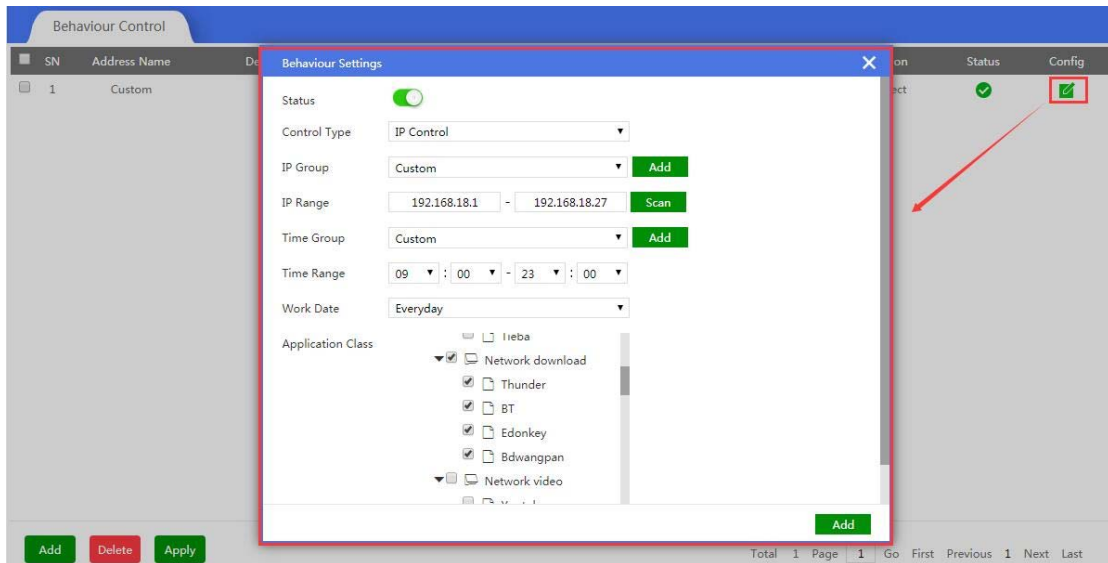 Behaviour Control
SN Address Name De on Status Config
1 Custom ect
Behaviour Settings
Status
Control Type IP Control
IP Group Custom Add
IP Range 192.168.18.1 - 192.168.18.27 Scan
Time Group Custom Add
Time Range 09 : 00 - 23 : 00
Work Date Everyday
Application Class
Tieba
Network download
Thunder
BT
Edonkey
Bdwangpan
Network video
Add
Add Delete Apply
Total 1 Page 1 Go First Previous 1 Next Last